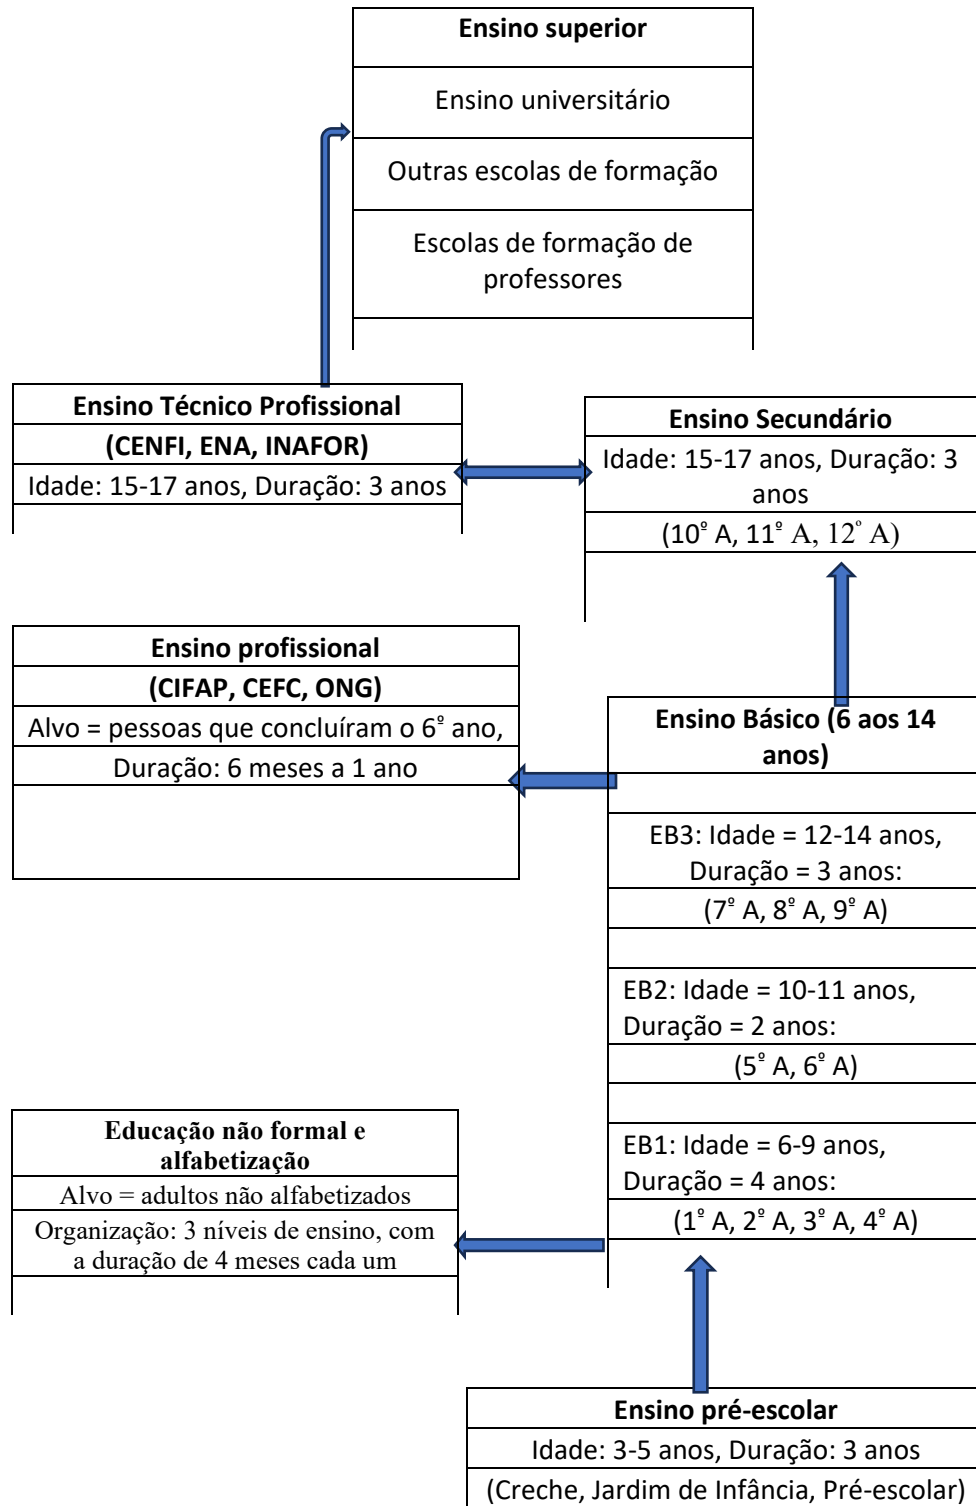 Ensino superior
Ensino universitário
Outras escolas de formação
Escolas de formação de
professores
Ensino Técnico Profissional
(CENFI, ENA, INAFOR)
Idade: 15-17 anos, Duração: 3 anos
Ensino Secundário
Idade: 15-17 anos, Duração: 3
anos
(10º A, 11º A, 12º A)
Ensino profissional
(CIFAP, CEFC, ONG)
Alvo = pessoas que concluíram o 6º ano,
Duração: 6 meses a 1 ano
Ensino Básico (6 aos 14
anos)
EB3: Idade = 12-14 anos,
Duração = 3 anos:
(7º A, 8º A, 9º A)
EB2: Idade = 10-11 anos,
Duração = 2 anos:
(5º A, 6º A)
EB1: Idade = 6-9 anos,
Duração = 4 anos:
(1º A, 2º A, 3º A, 4º A)
Educação não formal e
alfabetização
Alvo = adultos não alfabetizados
Organização: 3 níveis de ensino, com
a duração de 4 meses cada um
Ensino pré-escolar
Idade: 3-5 anos, Duração: 3 anos
(Creche, Jardim de Infância, Pré-escolar)